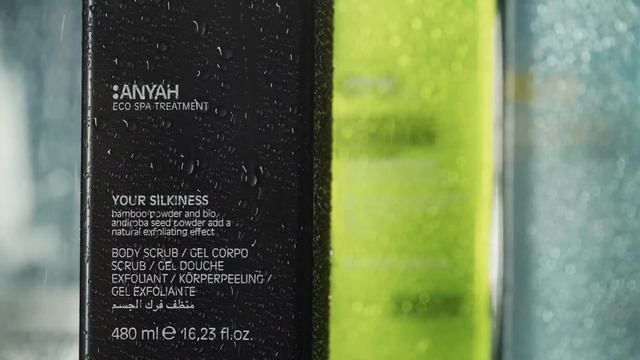 :ANYAH
ECO SPA TREATMENT
YOUR SILKINESS
bamboo powder and bio
andiroba seed powder add a
natural exfoliating effect
BODY SCRUB / GEL CORPO
SCRUB / GEL DOUCHE
EXFOLIANT / KÖRPERPEELING /
GEL EXFOLIANTE
منظف فرك الجسم
480 ml e 16,23 fl.oz.